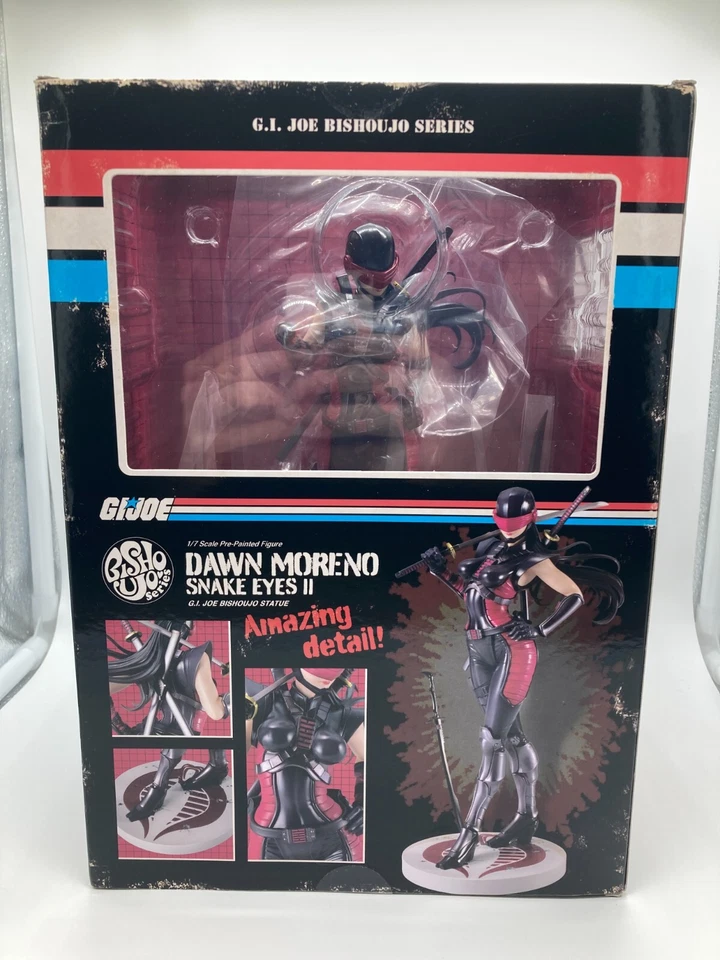 G.I. JOE BISHOUJO SERIES
GI JOE
BISHOUJO series
1/7 Scale Pre-Painted Figure
DAWN MORENO
SNAKE EYES II
G.I. JOE BISHOUJO STATUE
Amazing
detail!